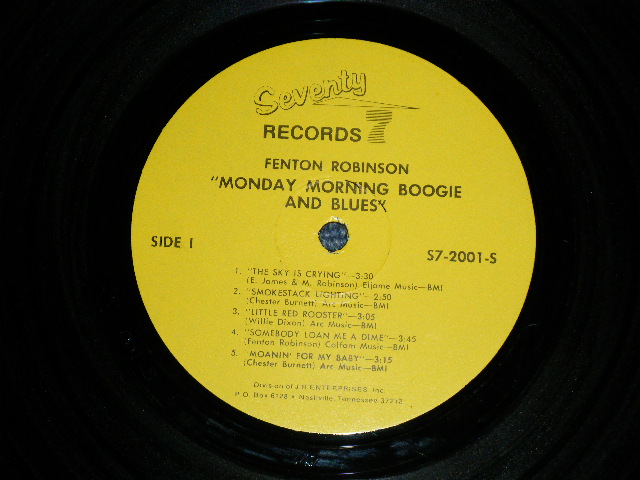 Seventy 7
RECORDS
FENTON ROBINSON
"MONDAY MORNING BOOGIE
AND BLUES"
SIDE I
S7-2001-S
1. "THE SKY IS CRYING"—3:30
(E. James & M. Robinson) Eljame Music—BMI
2. "SMOKESTACK LIGHTING"—2:50
(Chester Burnett) Arc Music—BMI
3. "LITTLE RED ROOSTER"—3:05
(Willie Dixon) Arc Music—BMI
4. "SOMEBODY LOAN ME A DIME"—3:45
(Fenton Robinson) Colfam Music—BMI
5. "MOANIN' FOR MY BABY"—3:15
(Chester Burnett) Arc Music—BMI
Division of J.R. ENTERPRISES, Inc.
P.O. Box 6128 • Nashville, Tennessee 37212